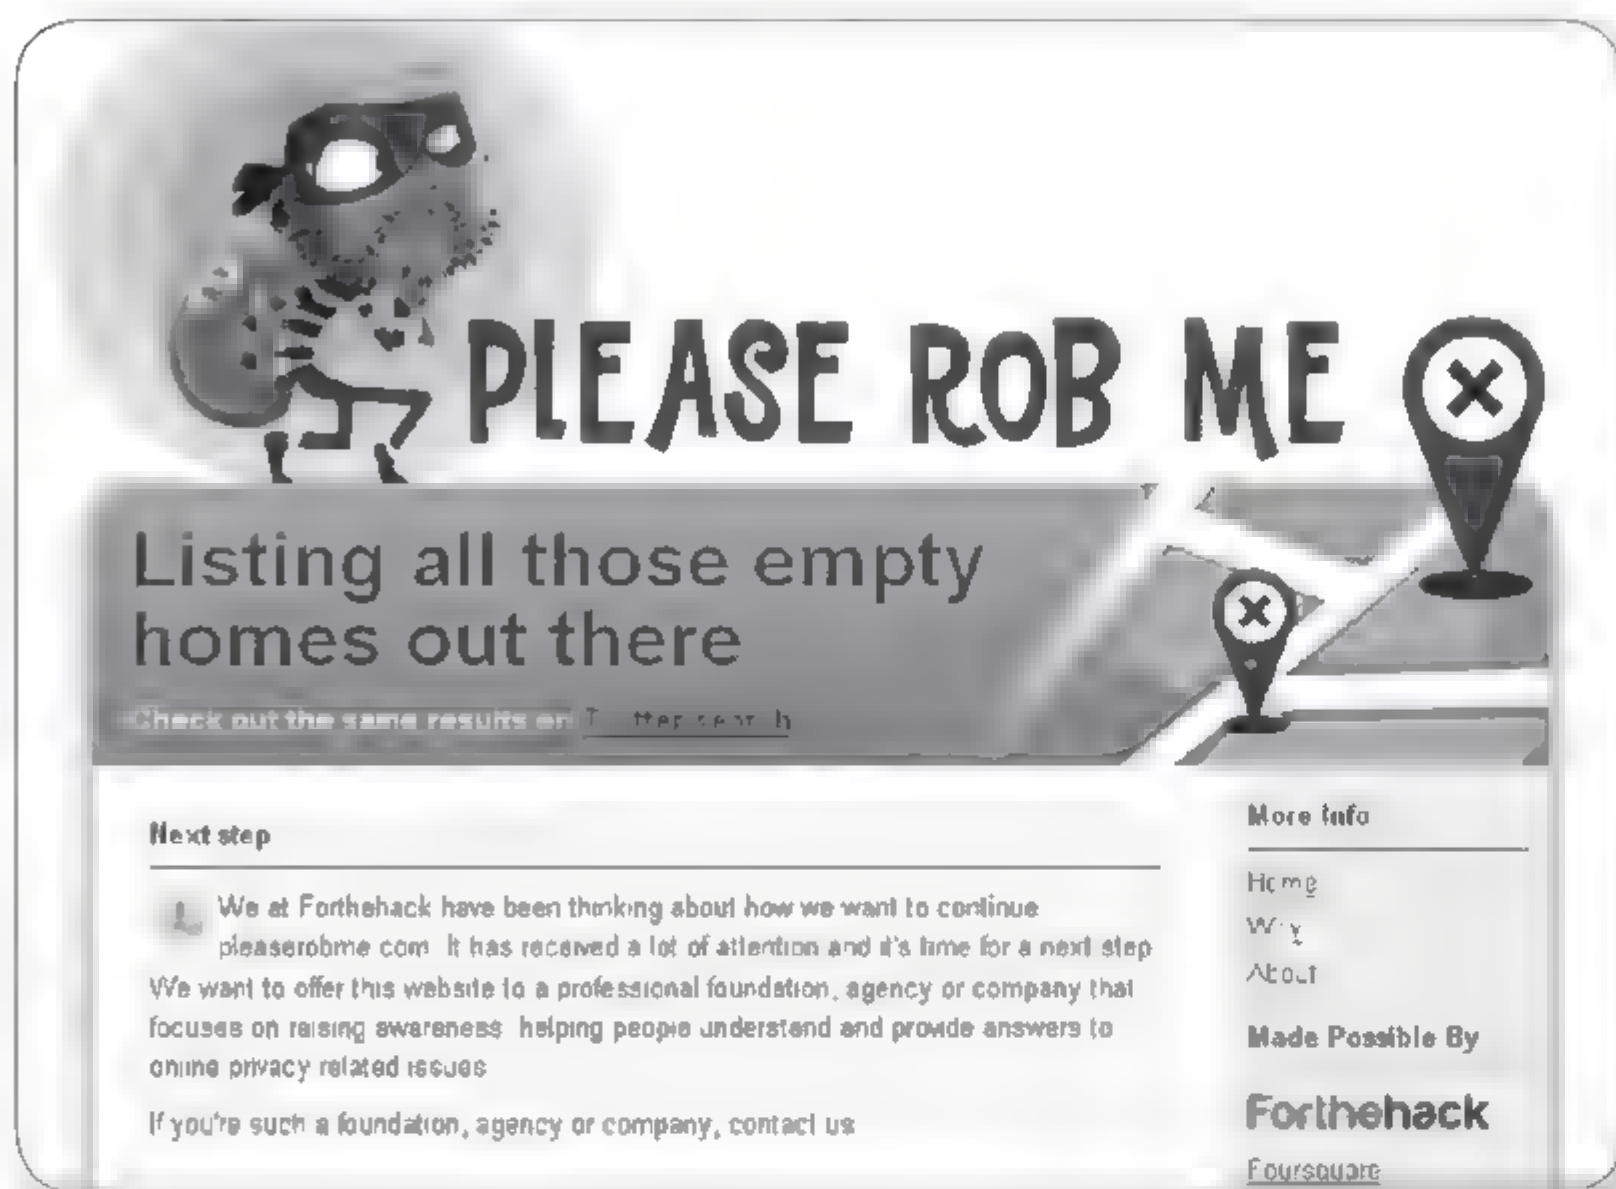 PLEASE ROB ME
Listing all those empty
homes out there
Check out the same results on Twitter search
Next step
We at Forthehack have been thinking about how we want to continue
pleaserobme.com. It has received a lot of attention and it's time for a next step.
We want to offer this website to a professional foundation, agency or company that
focuses on raising awareness, helping people understand and provide answers to
online privacy related issues
If you're such a foundation, agency or company, contact us
More Info
Home
Why
About
Made Possible By
Forthehack
Foursquare